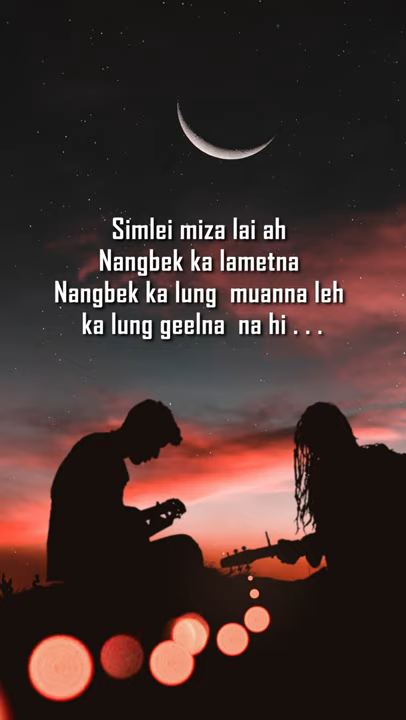 Simlei miza lai ah
Nangbek ka lametna
Nangbek ka lung muanna leh
ka lung geelna na hi . . .